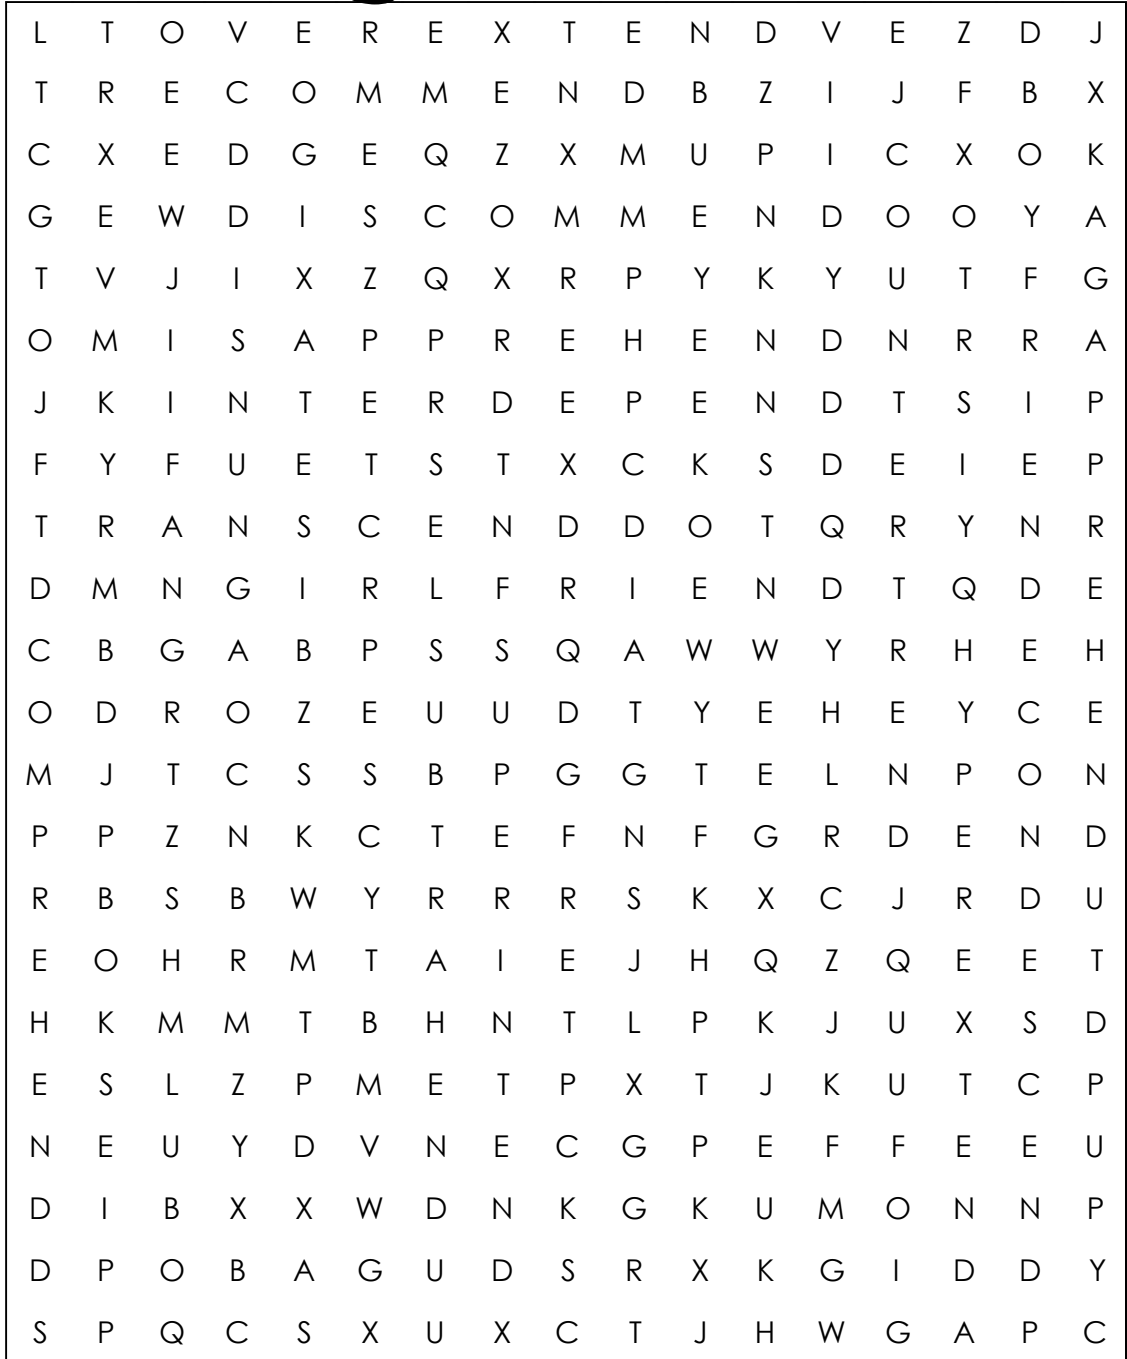 L T O V E R E X T E N D V E Z D J
T R E C O M M E N D B Z I J F B X
C X E D G E Q Z X M U P I C X O K
G E W D I S C O M M E N D O O Y A
T V J I X Z Q X R P Y K Y U T F G
O M I S A P P R E H E N D N R R A
J K I N T E R D E P E N D T S I P
F Y F U E T S T X C K S D E I E P
T R A N S C E N D D O T Q R Y N R
D M N G I R L F R I E N D T Q D E
C B G A B P S S Q A W W Y R H E H
O D R O Z E U U D T Y E H E Y C E
M J T C S S B P G G T E L N P O N
P P Z N K C T E F N F G R D E N D
R B S B W Y R R R S K X C J R D U
E O H R M T A I E J H Q Z Q E E T
H K M M T B H N T L P K J U X S D
E S L Z P M E T P X T J K U T C P
N E U Y D V N E C G P E F F E E U
D I B X X W D N K G K U M O N N P
D P O B A G U D S R X K G I D D Y
S P Q C S X U X C T J H W G A P C